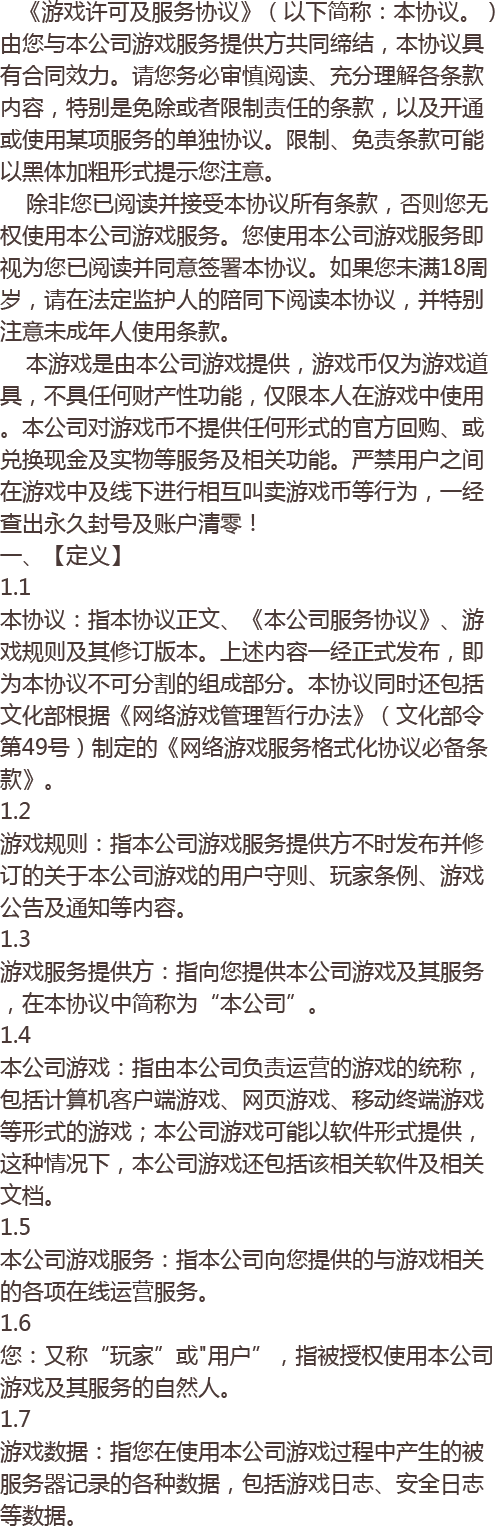 《游戏许可及服务协议》（以下简称：本协议。）
由您与本公司游戏服务提供方共同缔结，本协议具
有合同效力。请您务必审慎阅读、充分理解各条款
内容，特别是免除或者限制责任的条款，以及开通
或使用某项服务的单独协议。限制、免责条款可能
以黑体加粗形式提示您注意。
除非您已阅读并接受本协议所有条款，否则您无
权使用本公司游戏服务。您使用本公司游戏服务即
视为您已阅读并同意签署本协议。如果您未满18周
岁，请在法定监护人的陪同下阅读本协议，并特别
注意未成年人使用条款。
本游戏是由本公司游戏提供，游戏币仅为游戏道
具，不具任何财产性功能，仅限本人在游戏中使用
。本公司对游戏币不提供任何形式的官方回购、或
兑换现金及实物等服务及相关功能。严禁用户之间
在游戏中及线下进行相互叫卖游戏币等行为，一经
查出永久封号及账户清零！
一、【定义】
1.1
本协议：指本协议正文、《本公司服务协议》、游
戏规则及其修订版本。上述内容一经正式发布，即
为本协议不可分割的组成部分。本协议同时还包括
文化部根据《网络游戏管理暂行办法》（文化部令
第49号）制定的《网络游戏服务格式化协议必备条
款》。
1.2
游戏规则：指本公司游戏服务提供方不时发布并修
订的关于本公司游戏的用户守则、玩家条例、游戏
公告及通知等内容。
1.3
游戏服务提供方：指向您提供本公司游戏及其服务
，在本协议中简称为“本公司”。
1.4
本公司游戏：指由本公司负责运营的游戏的统称，
包括计算机客户端游戏、网页游戏、移动终端游戏
等形式的游戏；本公司游戏可能以软件形式提供，
这种情况下，本公司游戏还包括该相关软件及相关
文档。
1.5
本公司游戏服务：指本公司向您提供的与游戏相关
的各项在线运营服务。
1.6
您：又称“玩家”或"用户”，指被授权使用本公司
游戏及其服务的自然人。
1.7
游戏数据：指您在使用本公司游戏过程中产生的被
服务器记录的各种数据，包括游戏日志、安全日志
等数据。